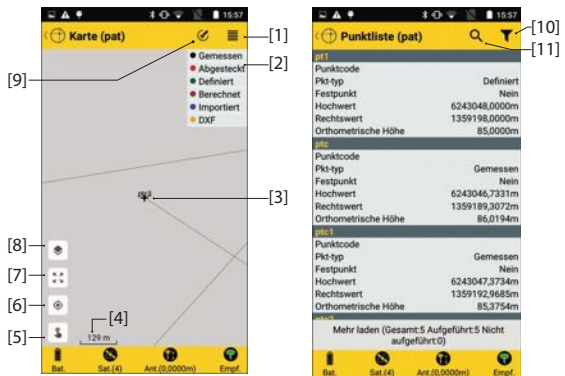 15:57
Karte (pat)
[1]
[2]
[9]
Gemessen
Abgesteckt
Definiert
Berechnet
Importiert
DXF
[3]
[8]
[7]
[6]
[5]
[4]
129 m
Bat. Sat.(4) Ant.(0,0000m) Empf.
15:57
Punktliste (pat)
[10]
[11]
pt1
Punktcode
Pkt-typ Definiert
Festpunkt Nein
Hochwert 6243048,0000m
Rechtswert 1359198,0000m
Orthometrische Höhe 85,0000m
ptc
Punktcode
Pkt-typ Gemessen
Festpunkt Nein
Hochwert 6243046,7331m
Rechtswert 1359189,3072m
Orthometrische Höhe 86,0194m
ptc1
Punktcode
Pkt-typ Gemessen
Festpunkt Nein
Hochwert 6243047,3734m
Rechtswert 1359192,9685m
Orthometrische Höhe 85,3754m
Mehr laden (Gesamt:5 Aufgeführt:5 Nicht
aufgeführt:0)
Bat. Sat.(4) Ant.(0,0000m) Empf.